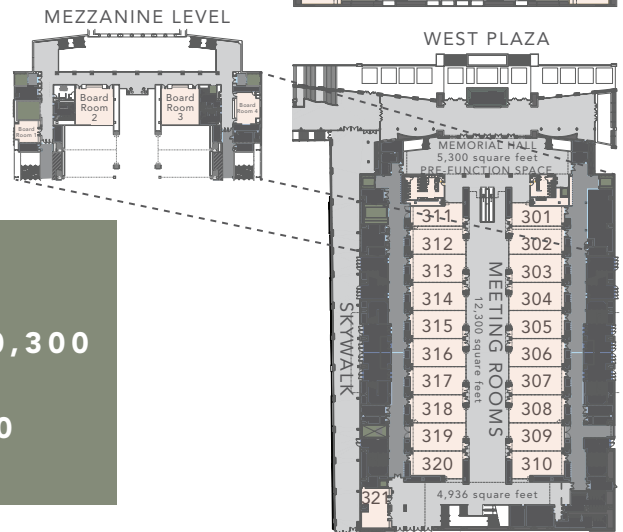 MEZZANINE LEVEL
Board
Room
2
Board
Room
3
Board
Room 4
Board
Room 1
WEST PLAZA
MEMORIAL HALL
5,300 square feet
PRE-FUNCTION SPACE
311
301
312
302
313
303
314
304
315
305
316
306
317
307
318
308
319
309
320
310
321
SKYWALK
MEETING ROOMS
12,300 square feet
4,936 square feet
,300
0